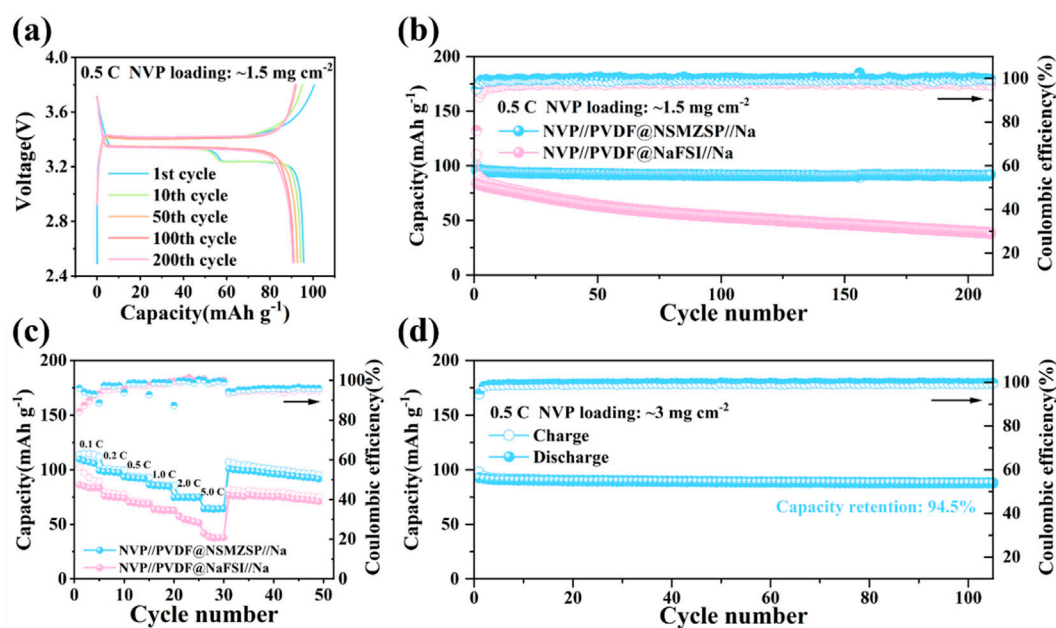 (a)
0.5 C NVP loading: ~1.5 mg cm-2
1st cycle
10th cycle
50th cycle
100th cycle
200th cycle
Voltage(V)
4.0
3.6
3.2
2.8
2.4
0 20 40 60 80 100
Capacity(mAh g-1)
(b)
0.5 C NVP loading: ~1.5 mg cm-2
NVP//PVDF@NSMZSP//Na
NVP//PVDF@NaFSI//Na
Capacity(mAh g-1)
200
150
100
50
0
Coulombic efficiency(%)
100
80
60
40
20
0 50 100 150 200
Cycle number
(c)
0.1 C
0.2 C
0.5 C
1.0 C
2.0 C
5.0 C
NVP//PVDF@NSMZSP//Na
NVP//PVDF@NaFSI//Na
Capacity(mAh g-1)
200
150
100
50
0
Coulombic efficiency(%)
100
80
60
40
20
0
0 10 20 30 40 50
Cycle number
(d)
0.5 C NVP loading: ~3 mg cm-2
Charge
Discharge
Capacity retention: 94.5%
Capacity(mAh g-1)
200
150
100
50
0
Coulombic efficiency(%)
100
80
60
40
20
0 20 40 60 80 100
Cycle number